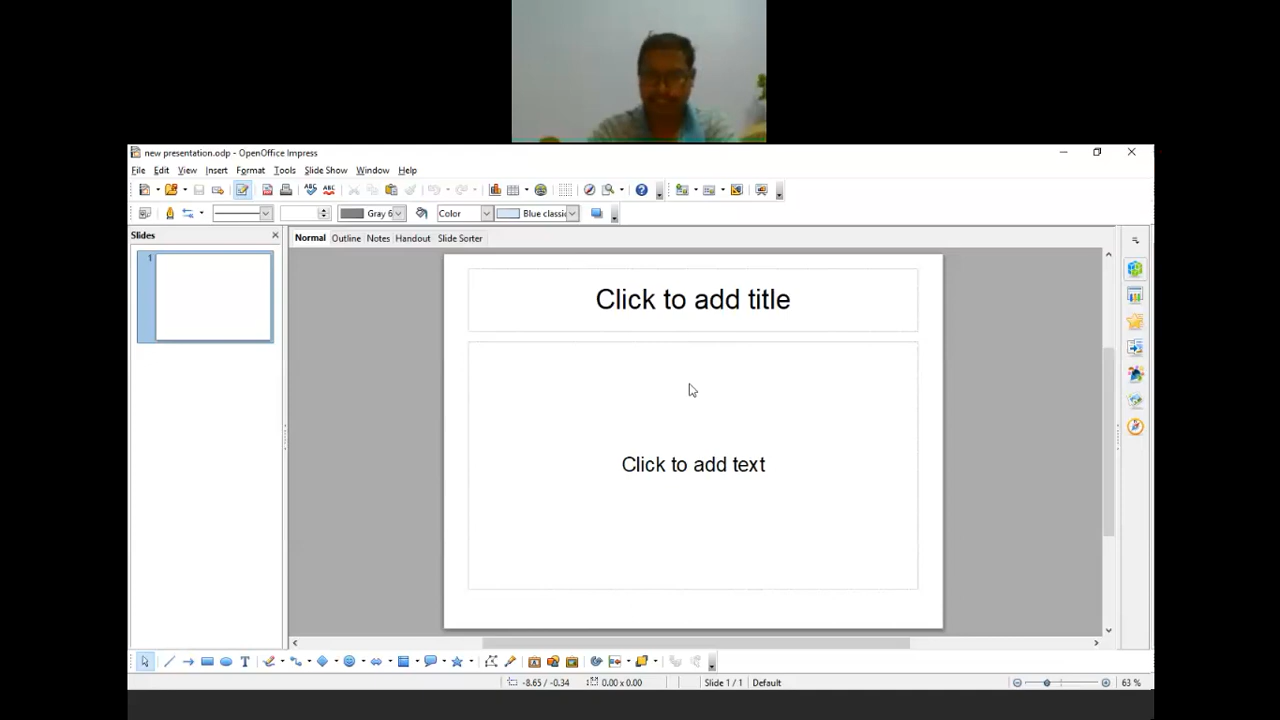 new presentation.odp - OpenOffice Impress
File Edit View Insert Format Tools Slide Show Window Help
Gray 6 Color Blue classic
Slides
Normal Outline Notes Handout Slide Sorter
1
Click to add title
Click to add text
-8.65 / -0.34 0.00 x 0.00 Slide 1 / 1 Default 63 %